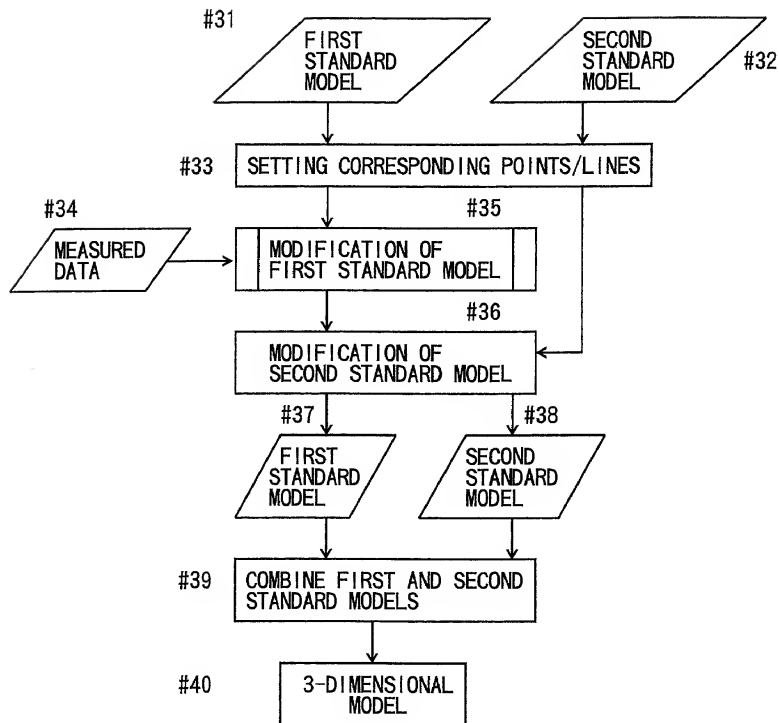 #31
FIRST
STANDARD
MODEL
SECOND
STANDARD
MODEL
#32
#33
SETTING CORRESPONDING POINTS/LINES
#34
MEASURED
DATA
#35
MODIFICATION OF
FIRST STANDARD MODEL
#36
MODIFICATION OF
SECOND STANDARD MODEL
#37
#38
FIRST
STANDARD
MODEL
SECOND
STANDARD
MODEL
#39
COMBINE FIRST AND SECOND
STANDARD MODELS
#40
3-DIMENSIONAL
MODEL